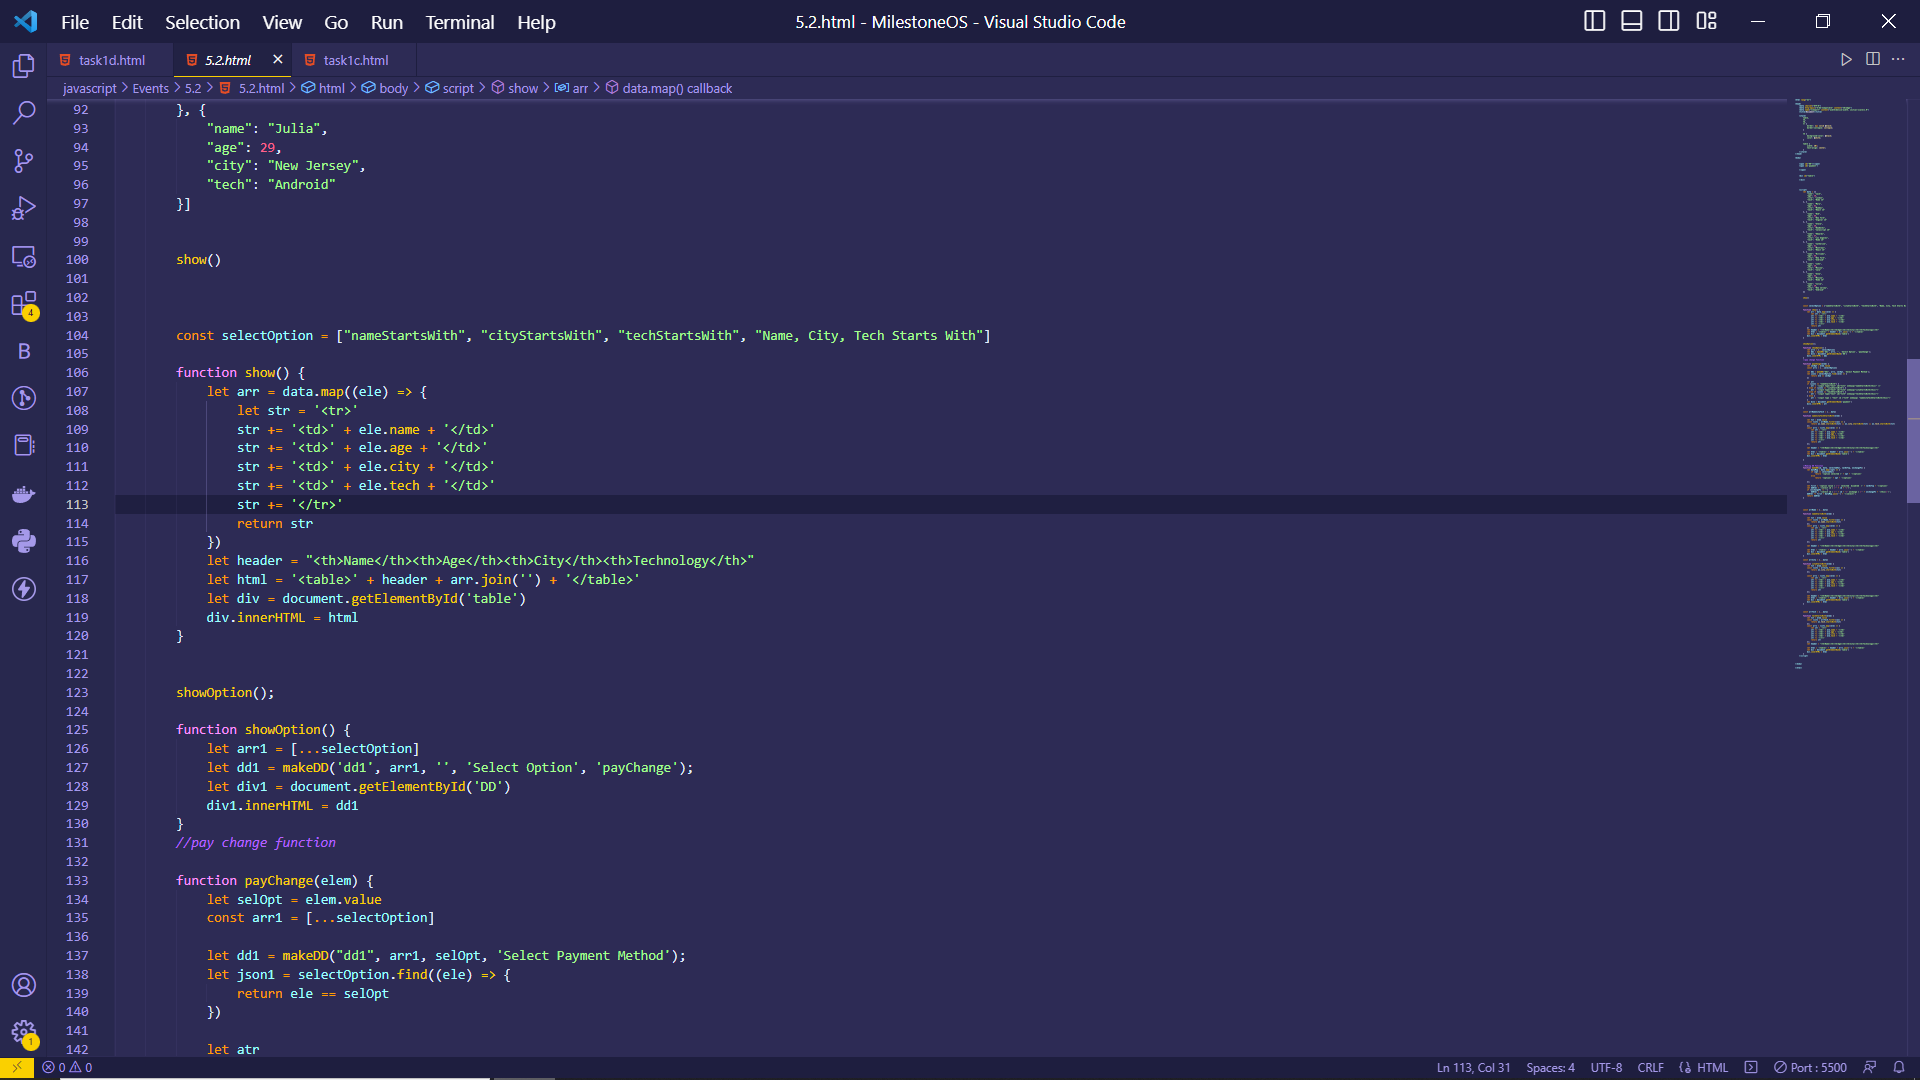 File Edit Selection View Go Run Terminal Help
5.2.html - MilestoneOS - Visual Studio Code
task1d.html
5.2.html
task1c.html
javascript > Events > 5.2 > 5.2.html > html > body > script > show > arr > data.map() callback
92 }, {
93 "name": "Julia",
94 "age": 29,
95 "city": "New Jersey",
96 "tech": "Android"
97 }]
98
99
100 show()
101
102
103
104 const selectOption = ["nameStartsWith", "cityStartsWith", "techStartsWith", "Name, City, Tech Starts With"]
105
106 function show() {
107 let arr = data.map((ele) => {
108 let str = '<tr>'
109 str += '<td>' + ele.name + '</td>'
110 str += '<td>' + ele.age + '</td>'
111 str += '<td>' + ele.city + '</td>'
112 str += '<td>' + ele.tech + '</td>'
113 str += '</tr>'
114 return str
115 })
116 let header = "<th>Name</th><th>Age</th><th>City</th><th>Technology</th>"
117 let html = '<table>' + header + arr.join('') + '</table>'
118 let div = document.getElementById('table')
119 div.innerHTML = html
120 }
121
122
123 showOption();
124
125 function showOption() {
126 let arr1 = [...selectOption]
127 let dd1 = makeDD('dd1', arr1, '', 'Select Option', 'payChange');
128 let div1 = document.getElementById('DD')
129 div1.innerHTML = dd1
130 }
131 //pay change function
132
133 function payChange(elem) {
134 let selOpt = elem.value
135 const arr1 = [...selectOption]
136
137 let dd1 = makeDD("dd1", arr1, selOpt, 'Select Payment Method');
138 let json1 = selectOption.find((ele) => {
139 return ele == selOpt
140 })
141
142 let atr
4
B
1
0 0
Ln 113, Col 31 Spaces: 4 UTF-8 CRLF HTML Port : 5500